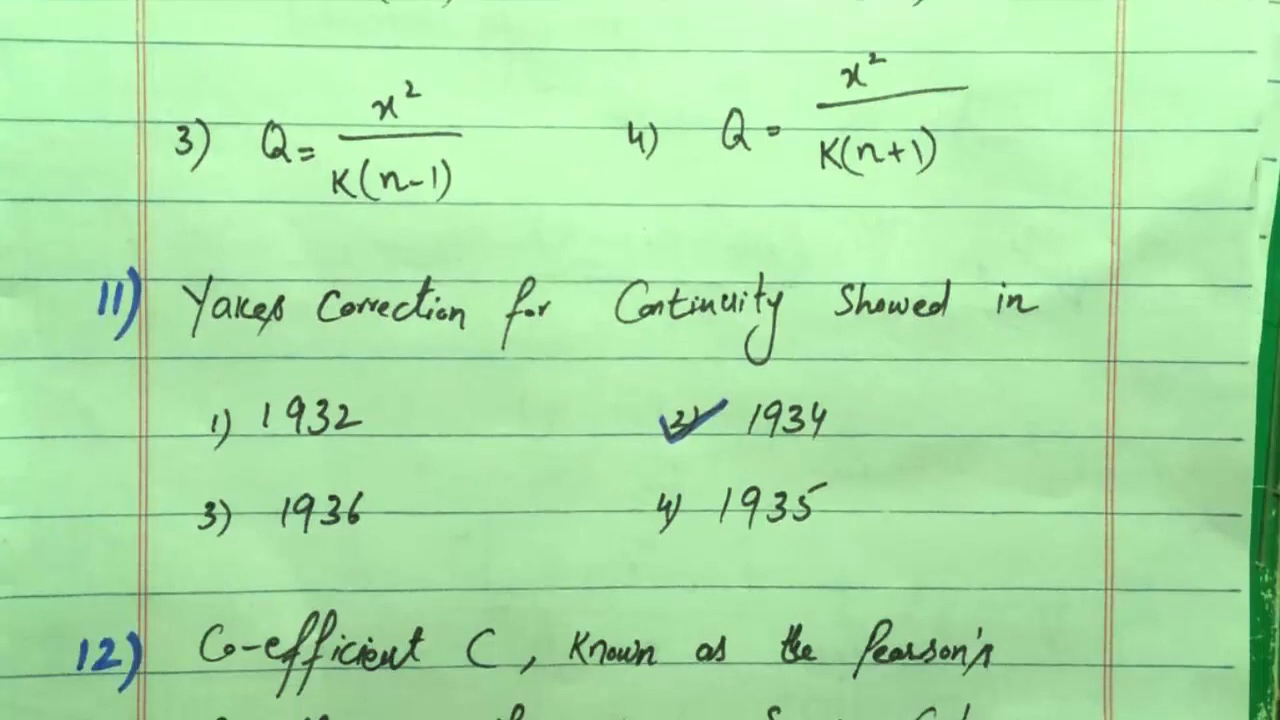 3) Q = x² / K(n-1) 4) Q = x² / K(n+1)
11) Yakes Correction for Continuity Showed in
1) 1932 2) 1934
3) 1936 4) 1935
12) Co-efficient C, Known as the Pearson's